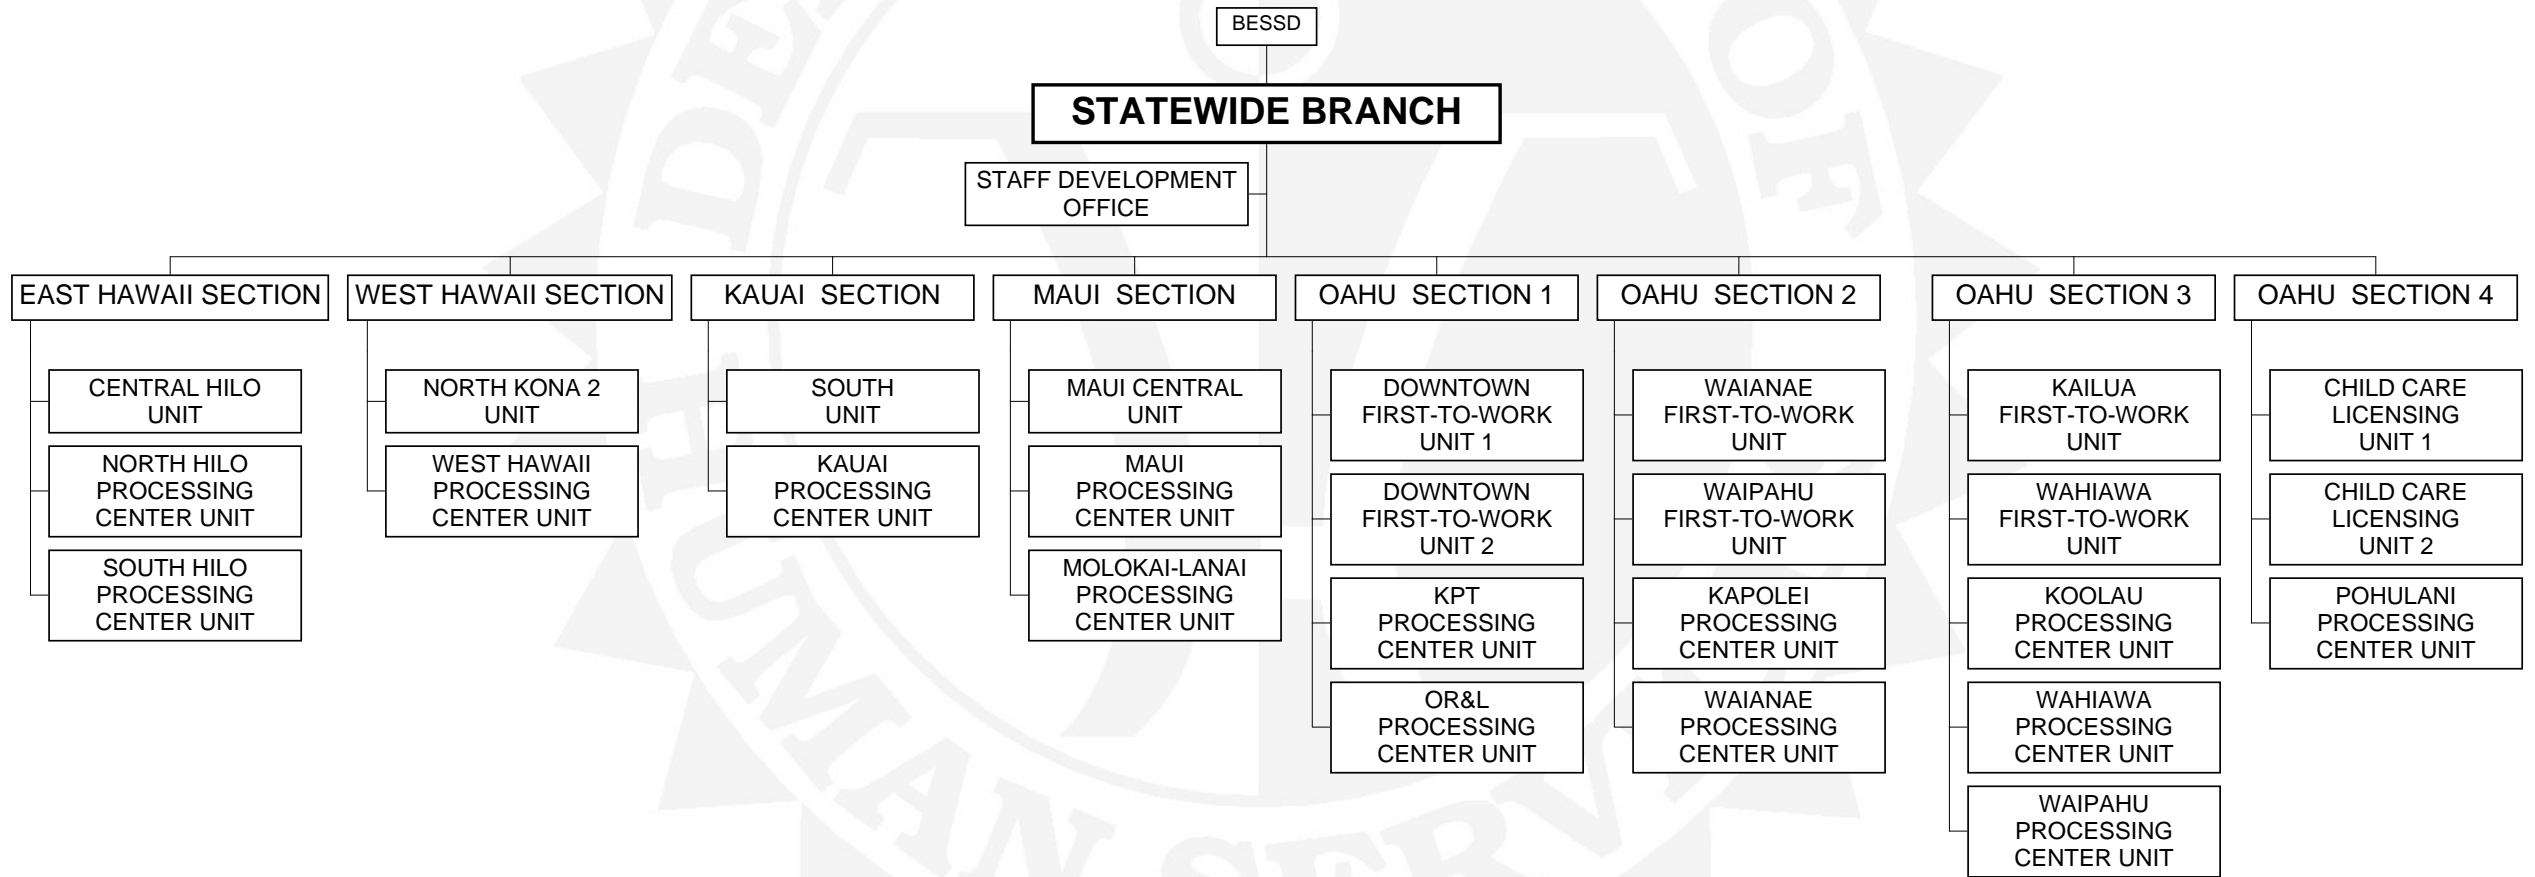 BESSD
STATEWIDE BRANCH
STAFF DEVELOPMENT
OFFICE
EAST HAWAII SECTION
CENTRAL HILO
UNIT
NORTH HILO
PROCESSING
CENTER UNIT
SOUTH HILO
PROCESSING
CENTER UNIT
WEST HAWAII SECTION
NORTH KONA 2
UNIT
WEST HAWAII
PROCESSING
CENTER UNIT
KAUAI SECTION
SOUTH
UNIT
KAUAI
PROCESSING
CENTER UNIT
MAUI SECTION
MAUI CENTRAL
UNIT
MAUI
PROCESSING
CENTER UNIT
MOLOKAI-LANAI
PROCESSING
CENTER UNIT
OAHU SECTION 1
DOWNTOWN
FIRST-TO-WORK
UNIT 1
DOWNTOWN
FIRST-TO-WORK
UNIT 2
KPT
PROCESSING
CENTER UNIT
OR&L
PROCESSING
CENTER UNIT
OAHU SECTION 2
WAIANAE
FIRST-TO-WORK
UNIT
WAIPAHU
FIRST-TO-WORK
UNIT
KAPOLEI
PROCESSING
CENTER UNIT
WAIANAE
PROCESSING
CENTER UNIT
OAHU SECTION 3
KAILUA
FIRST-TO-WORK
UNIT
WAHIAWA
FIRST-TO-WORK
UNIT
KOOLAU
PROCESSING
CENTER UNIT
WAHIAWA
PROCESSING
CENTER UNIT
WAIPAHU
PROCESSING
CENTER UNIT
OAHU SECTION 4
CHILD CARE
LICENSING
UNIT 1
CHILD CARE
LICENSING
UNIT 2
POHULANI
PROCESSING
CENTER UNIT
OF
HUMAN